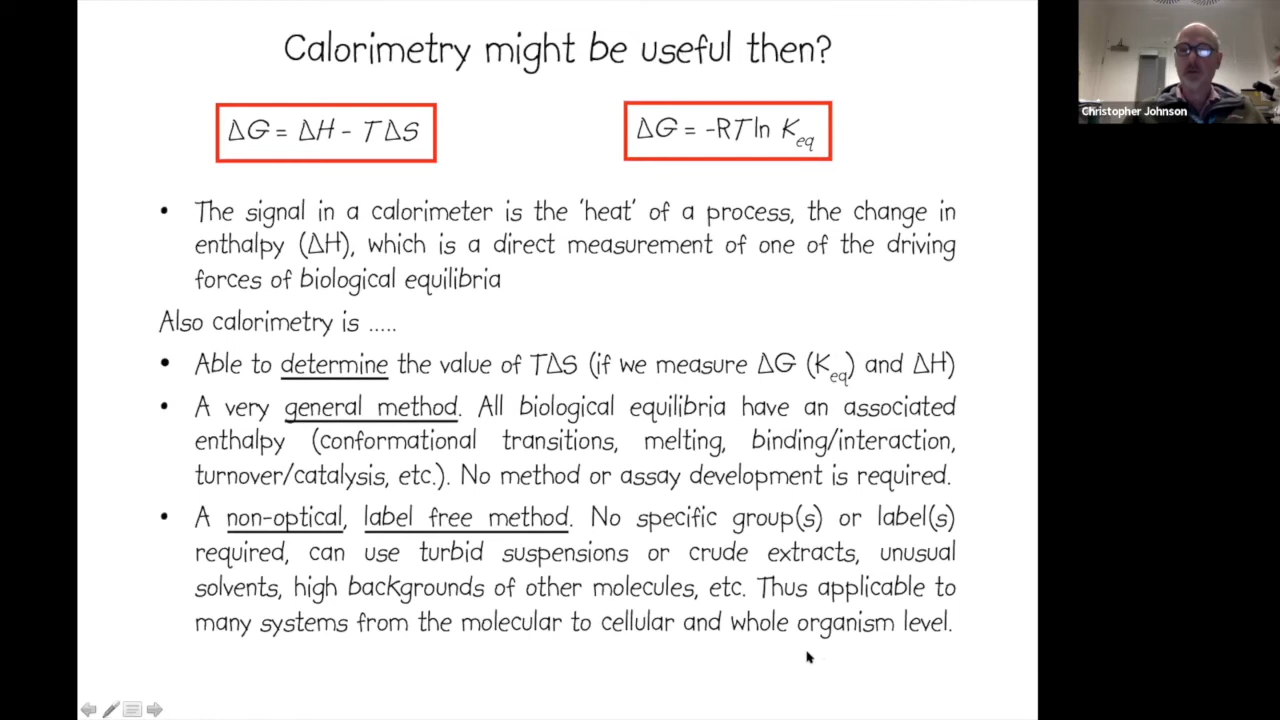 Calorimetry might be useful then?
ΔG = ΔH - TΔS
ΔG = -RT ln Keq
• The signal in a calorimeter is the 'heat' of a process, the change in
enthalpy (ΔH), which is a direct measurement of one of the driving
forces of biological equilibria
Also calorimetry is .....
• Able to determine the value of TΔS (if we measure ΔG (Keq) and ΔH)
• A very general method. All biological equilibria have an associated
enthalpy (conformational transitions, melting, binding/interaction,
turnover/catalysis, etc.). No method or assay development is required.
• A non-optical, label free method. No specific group(s) or label(s)
required, can use turbid suspensions or crude extracts, unusual
solvents, high backgrounds of other molecules, etc. Thus applicable to
many systems from the molecular to cellular and whole organism level.
Christopher Johnson